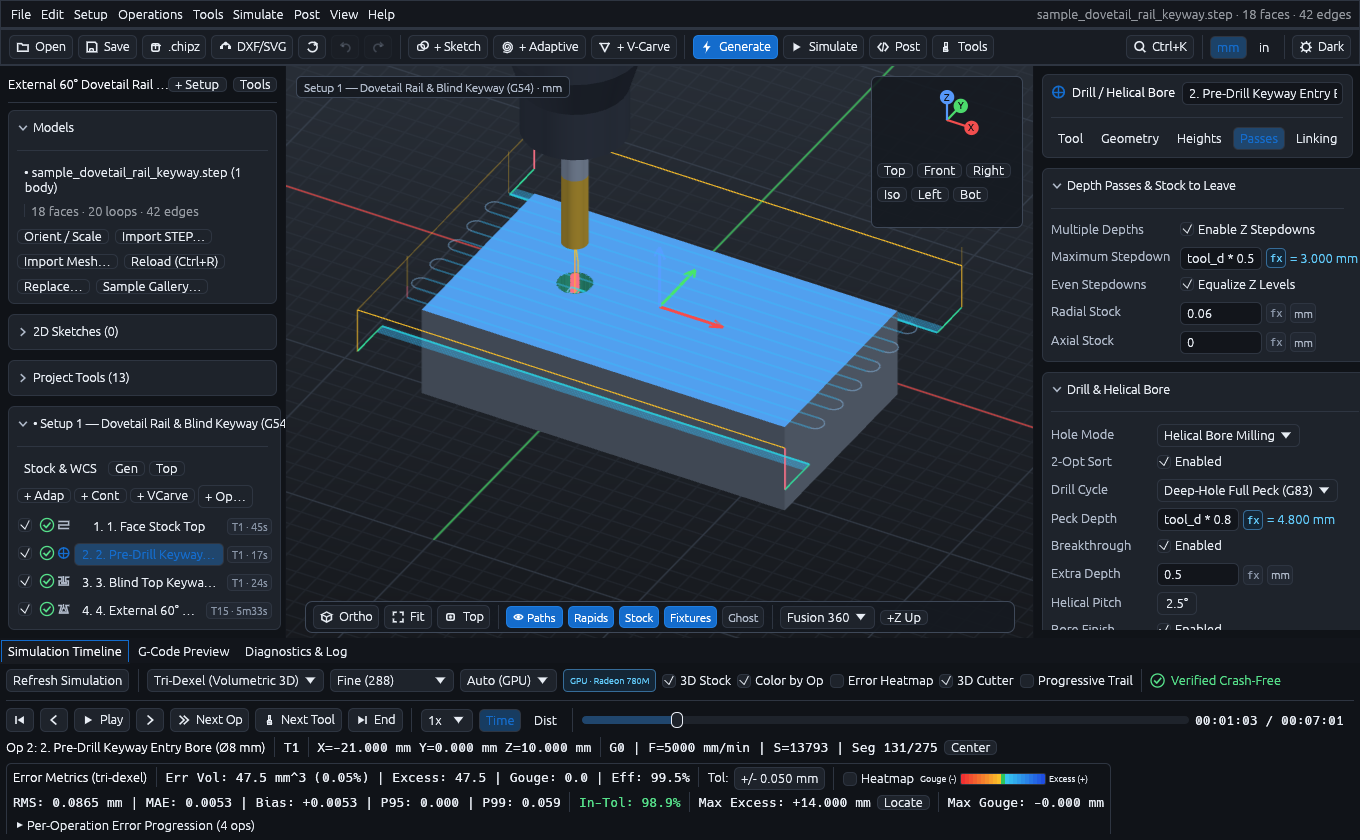 File Edit Setup Operations Tools Simulate Post View Help
sample_dovetail_rail_keyway.step · 18 faces · 42 edges
Open Save .chipz DXF/SVG + Sketch + Adaptive + V-Carve Generate Simulate Post Tools Ctrl+K mm in Dark
External 60° Dovetail Rail ... + Setup Tools
Models
• sample_dovetail_rail_keyway.step (1
body)
18 faces · 20 loops · 42 edges
Orient / Scale Import STEP...
Import Mesh... Reload (Ctrl+R)
Replace... Sample Gallery...
2D Sketches (0)
Project Tools (13)
• Setup 1 — Dovetail Rail & Blind Keyway (G54
Stock & WCS Gen Top
+ Adap + Cont + VCarve + Op...
1. 1. Face Stock Top T1 · 45s
2. 2. Pre-Drill Keyway... T1 · 17s
3. 3. Blind Top Keywa... T1 · 24s
4. 4. External 60° ... T15 · 5m33s
Setup 1 — Dovetail Rail & Blind Keyway (G54) · mm
Z
Y
X
Top Front Right
Iso Left Bot
Ortho Fit Top Paths Rapids Stock Fixtures Ghost Fusion 360 +Z Up
Drill / Helical Bore 2. Pre-Drill Keyway Entry E
Tool Geometry Heights Passes Linking
Depth Passes & Stock to Leave
Multiple Depths Enable Z Stepdowns
Maximum Stepdown tool_d * 0.5 fx = 3.000 mm
Even Stepdowns Equalize Z Levels
Radial Stock 0.06 fx mm
Axial Stock 0 fx mm
Drill & Helical Bore
Hole Mode Helical Bore Milling
2-Opt Sort Enabled
Drill Cycle Deep-Hole Full Peck (G83)
Peck Depth tool_d * 0.8 fx = 4.800 mm
Breakthrough Enabled
Extra Depth 0.5 fx mm
Helical Pitch 2.5°
Bore Finish Enabled
Simulation Timeline G-Code Preview Diagnostics & Log
Refresh Simulation Tri-Dexel (Volumetric 3D) Fine (288) Auto (GPU) GPU · Radeon 780M 3D Stock Color by Op Error Heatmap 3D Cutter Progressive Trail Verified Crash-Free
Play Next Op Next Tool End 1x Time Dist 00:01:03 / 00:07:01
Op 2: 2. Pre-Drill Keyway Entry Bore (Ø8 mm) T1 X=-21.000 mm Y=0.000 mm Z=10.000 mm G0 | F=5000 mm/min | S=13793 | Seg 131/275 Center
Error Metrics (tri-dexel) Err Vol: 47.5 mm^3 (0.05%) | Excess: 47.5 | Gouge: 0.0 | Eff: 99.5% Tol: +/- 0.050 mm Heatmap Gouge (-) Excess (+)
RMS: 0.0865 mm | MAE: 0.0053 | Bias: +0.0053 | P95: 0.000 | P99: 0.059 In-Tol: 98.9% Max Excess: +14.000 mm Locate Max Gouge: -0.000 mm
Per-Operation Error Progression (4 ops)